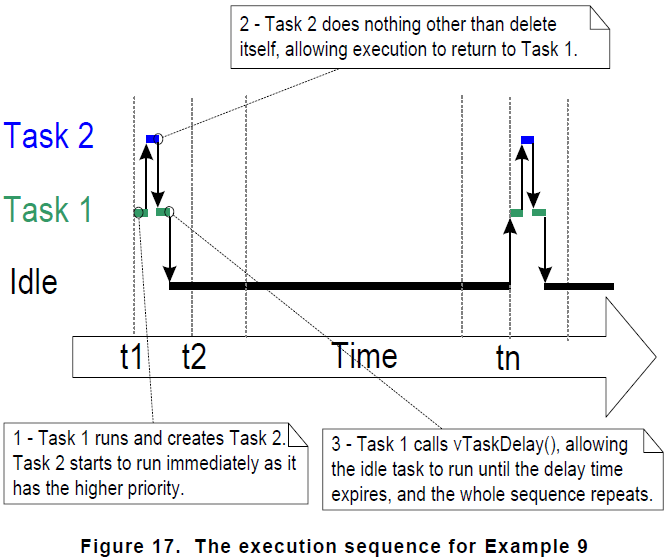 2 - Task 2 does nothing other than delete
itself, allowing execution to return to Task 1.
Task 2
Task 1
Idle
t1
t2
Time
tn
1 - Task 1 runs and creates Task 2.
Task 2 starts to run immediately as it
has the higher priority.
3 - Task 1 calls vTaskDelay(), allowing
the idle task to run until the delay time
expires, and the whole sequence repeats.
Figure 17. The execution sequence for Example 9